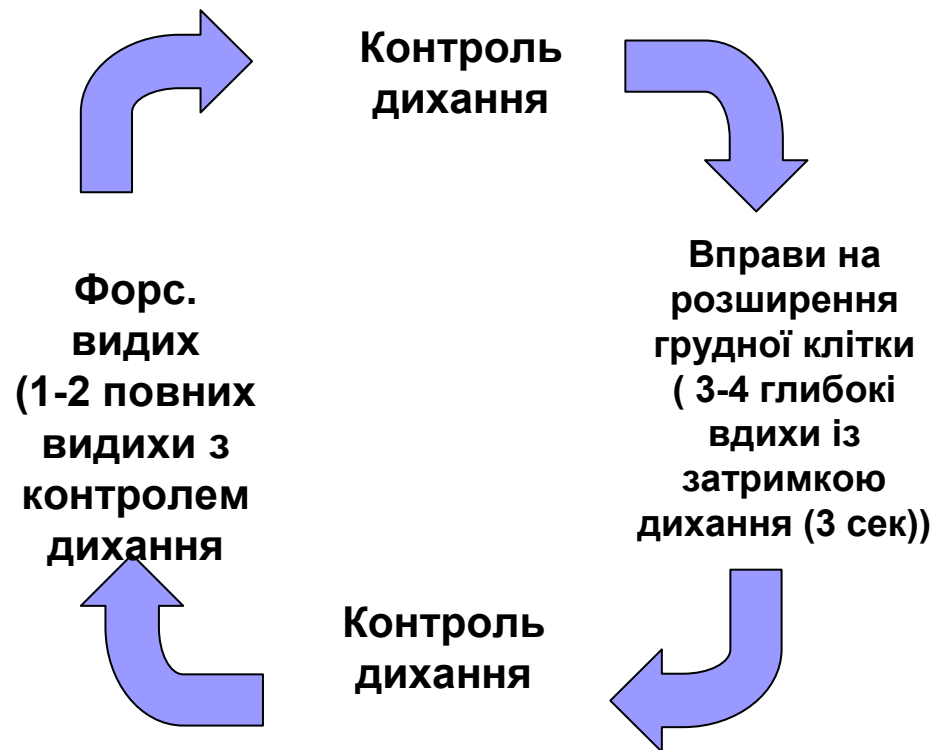 Контроль
дихання
Вправи на
розширення
грудної клітки
( 3-4 глибокі
вдихи із
затримкою
дихання (3 сек))
Контроль
дихання
Форс.
видих
(1-2 повних
видихи з
контролем
дихання